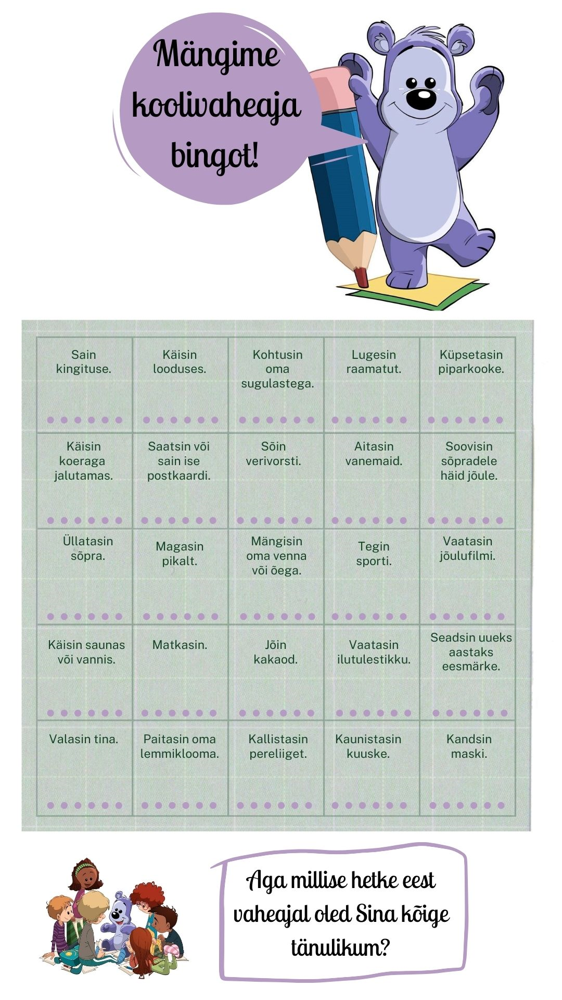 Mängime
koolivaheaja
bingot!
Sain
kingituse.
Käisin
looduses.
Kohtusin
oma
sugulastega.
Lugesin
raamatut.
Küpsetasin
piparkooke.
Käisin
koeraga
jalutamas.
Saatsin või
sain ise
postkaardi.
Sõin
verivorsti.
Aitasin
vanemaid.
Soovisin
sõpradele
häid jõule.
Üllatasin
sõpra.
Magasin
pikalt.
Mängisin
oma venna
või õega.
Tegin
sporti.
Vaatasin
jõulufilmi.
Käisin saunas
või vannis.
Matkasin.
Jõin
kakaod.
Vaatasin
ilutulestikku.
Seadsin uueks
aastaks
eesmärke.
Valasin tina.
Paitasin oma
lemmiklooma.
Kallistasin
pereliiget.
Kaunistasin
kuuske.
Kandsin
maski.
Aga millise hetke eest
vaheajal oled Sina kõige
tänulikum?